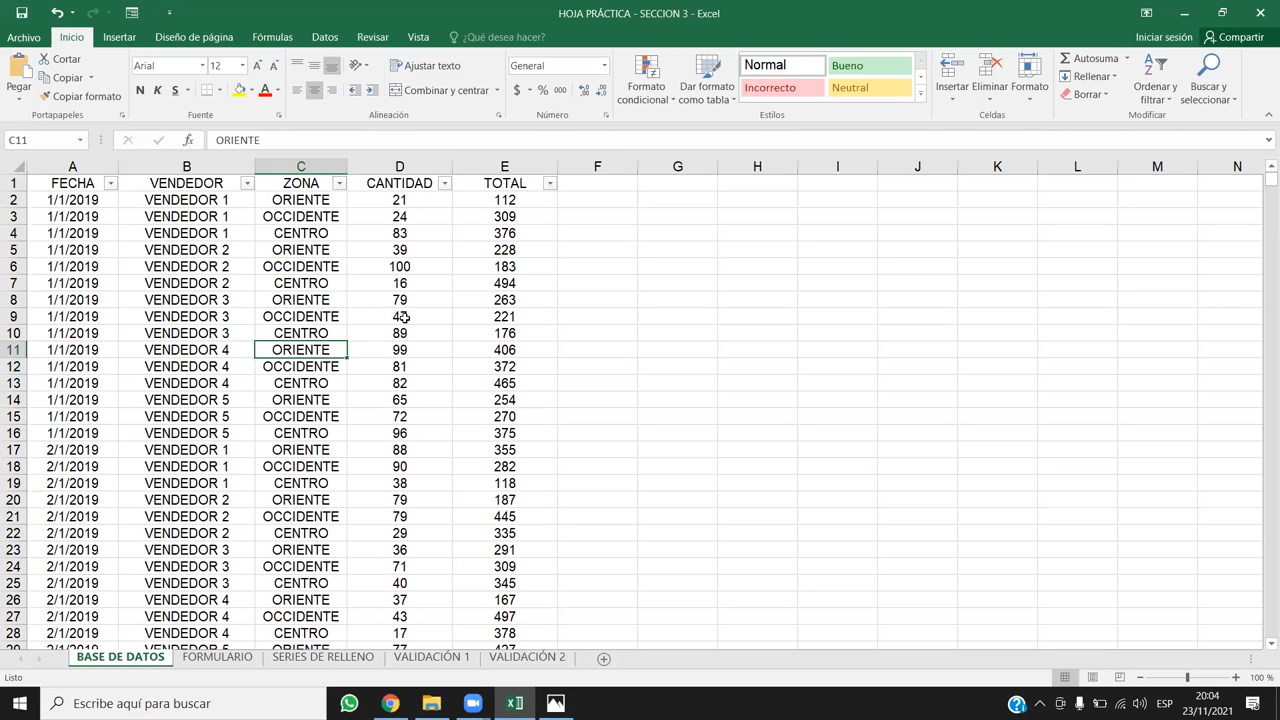 HOJA PRÁCTICA - SECCION 3 - Excel
Archivo Inicio Insertar Diseño de página Fórmulas Datos Revisar Vista ¿Qué desea hacer? Iniciar sesión Compartir
Pegar Cortar Copiar Copiar formato Portapapeles
Arial 12 N K S Fuente
Ajustar texto Combinar y centrar Alineación
General $ % 000 Número
Formato condicional Dar formato como tabla Normal Bueno Incorrecto Neutral Estilos
Insertar Eliminar Formato Celdas
Autosuma Rellenar Borrar Ordenar y filtrar Buscar y seleccionar Modificar
C11 fx ORIENTE
A B C D E F G H I J K L M N
1 FECHA VENDEDOR ZONA CANTIDAD TOTAL
2 1/1/2019 VENDEDOR 1 ORIENTE 21 112
3 1/1/2019 VENDEDOR 1 OCCIDENTE 24 309
4 1/1/2019 VENDEDOR 1 CENTRO 83 376
5 1/1/2019 VENDEDOR 2 ORIENTE 39 228
6 1/1/2019 VENDEDOR 2 OCCIDENTE 100 183
7 1/1/2019 VENDEDOR 2 CENTRO 16 494
8 1/1/2019 VENDEDOR 3 ORIENTE 79 263
9 1/1/2019 VENDEDOR 3 OCCIDENTE 221
10 1/1/2019 VENDEDOR 3 CENTRO 89 176
11 1/1/2019 VENDEDOR 4 ORIENTE 99 406
12 1/1/2019 VENDEDOR 4 OCCIDENTE 81 372
13 1/1/2019 VENDEDOR 4 CENTRO 82 465
14 1/1/2019 VENDEDOR 5 ORIENTE 65 254
15 1/1/2019 VENDEDOR 5 OCCIDENTE 72 270
16 1/1/2019 VENDEDOR 5 CENTRO 96 375
17 2/1/2019 VENDEDOR 1 ORIENTE 88 355
18 2/1/2019 VENDEDOR 1 OCCIDENTE 90 282
19 2/1/2019 VENDEDOR 1 CENTRO 38 118
20 2/1/2019 VENDEDOR 2 ORIENTE 79 187
21 2/1/2019 VENDEDOR 2 OCCIDENTE 79 445
22 2/1/2019 VENDEDOR 2 CENTRO 29 335
23 2/1/2019 VENDEDOR 3 ORIENTE 36 291
24 2/1/2019 VENDEDOR 3 OCCIDENTE 71 309
25 2/1/2019 VENDEDOR 3 CENTRO 40 345
26 2/1/2019 VENDEDOR 4 ORIENTE 37 167
27 2/1/2019 VENDEDOR 4 OCCIDENTE 43 497
28 2/1/2019 VENDEDOR 4 CENTRO 17 378
BASE DE DATOS FORMULARIO SERIES DE RELLENO VALIDACIÓN 1 VALIDACIÓN 2
Listo 100 %
Escribe aquí para buscar ESP 20:04
23/11/2021